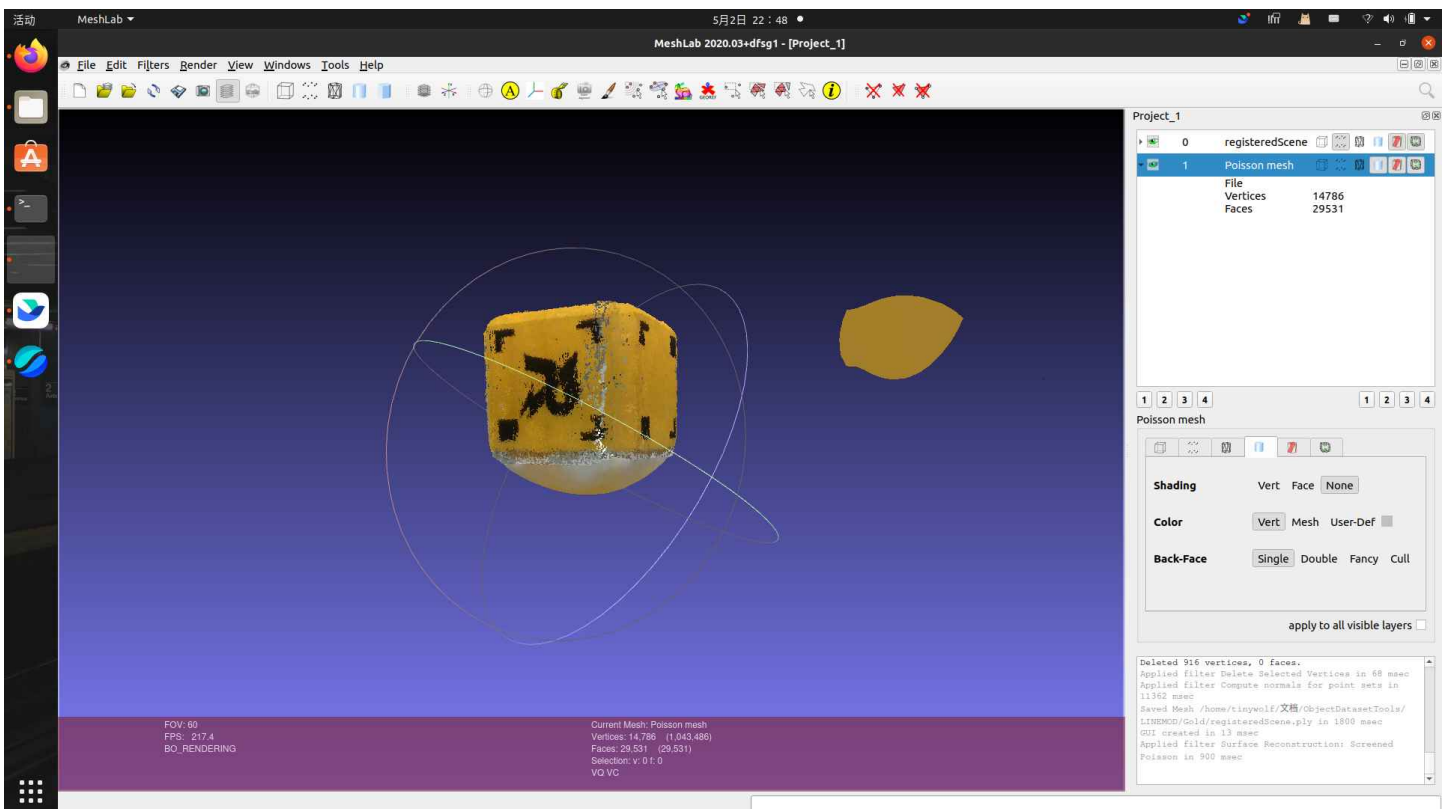 活动 MeshLab 5月2日 22:48
MeshLab 2020.03+dfsg1 - [Project_1]
File Edit Filters Render View Windows Tools Help
Project_1
0 registeredScene
1 Poisson mesh
File
Vertices 14786
Faces 29531
1 2 3 4 1 2 3 4
Poisson mesh
Shading Vert Face None
Color Vert Mesh User-Def
Back-Face Single Double Fancy Cull
apply to all visible layers
Deleted 916 vertices, 0 faces.
Applied filter Delete Selected Vertices in 68 msec
Applied filter Compute normals for point sets in
11362 msec
Saved Mesh /home/tinywolf/文档/ObjectDatasetTools/
LINEMOD/Gold/registeredScene.ply in 1800 msec
GUI created in 13 msec
Applied filter Surface Reconstruction: Screened
Poisson in 900 msec
FOV: 60
FPS: 217.4
BO_RENDERING
Current Mesh: Poisson mesh
Vertices: 14,786 (1,043,486)
Faces: 29,531 (29,531)
Selection: v: 0 f: 0
VQ VC